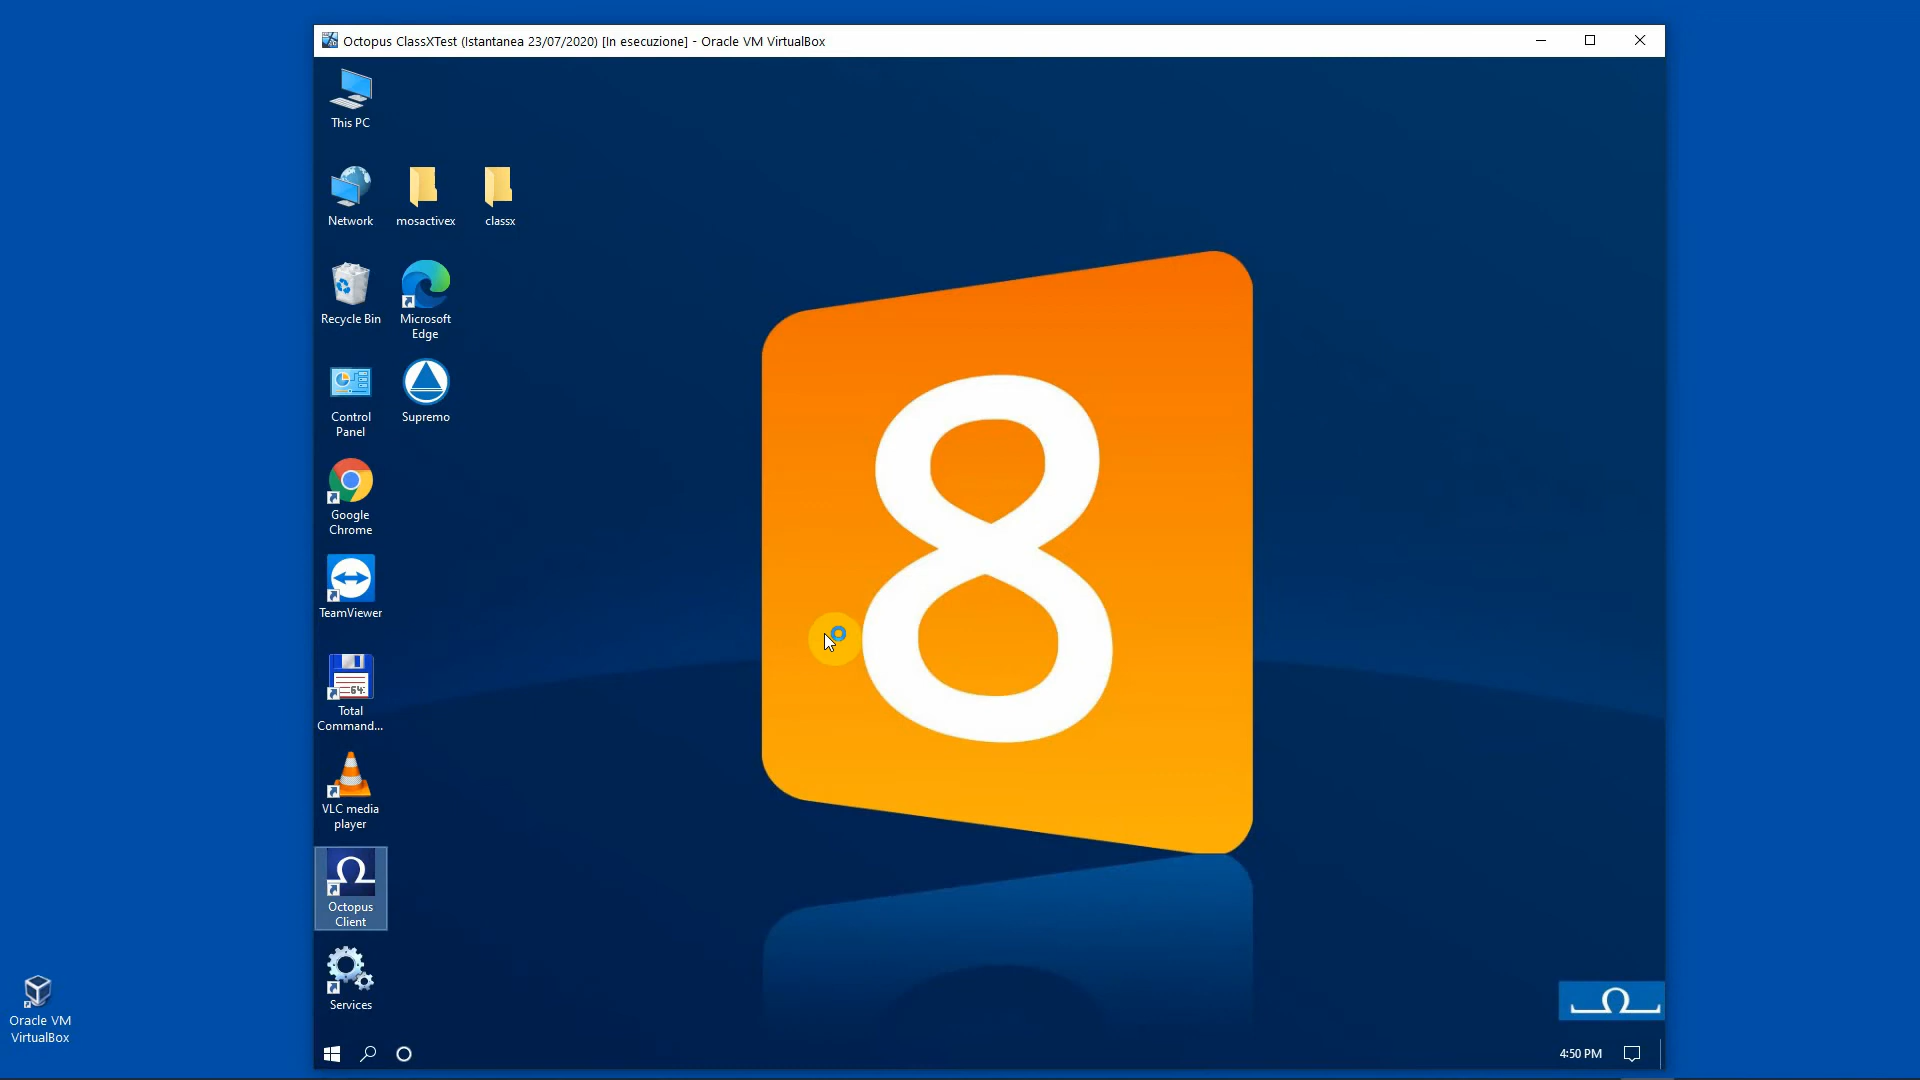 Octopus ClassXTest (Istantanea 23/07/2020) [In esecuzione] - Oracle VM VirtualBox
This PC
Network
mosactivex
classx
Recycle Bin
Microsoft
Edge
Control
Panel
Supremo
Google
Chrome
TeamViewer
64
Total
Command...
VLC media
player
Octopus
Client
Services
8
Oracle VM
VirtualBox
4:50 PM